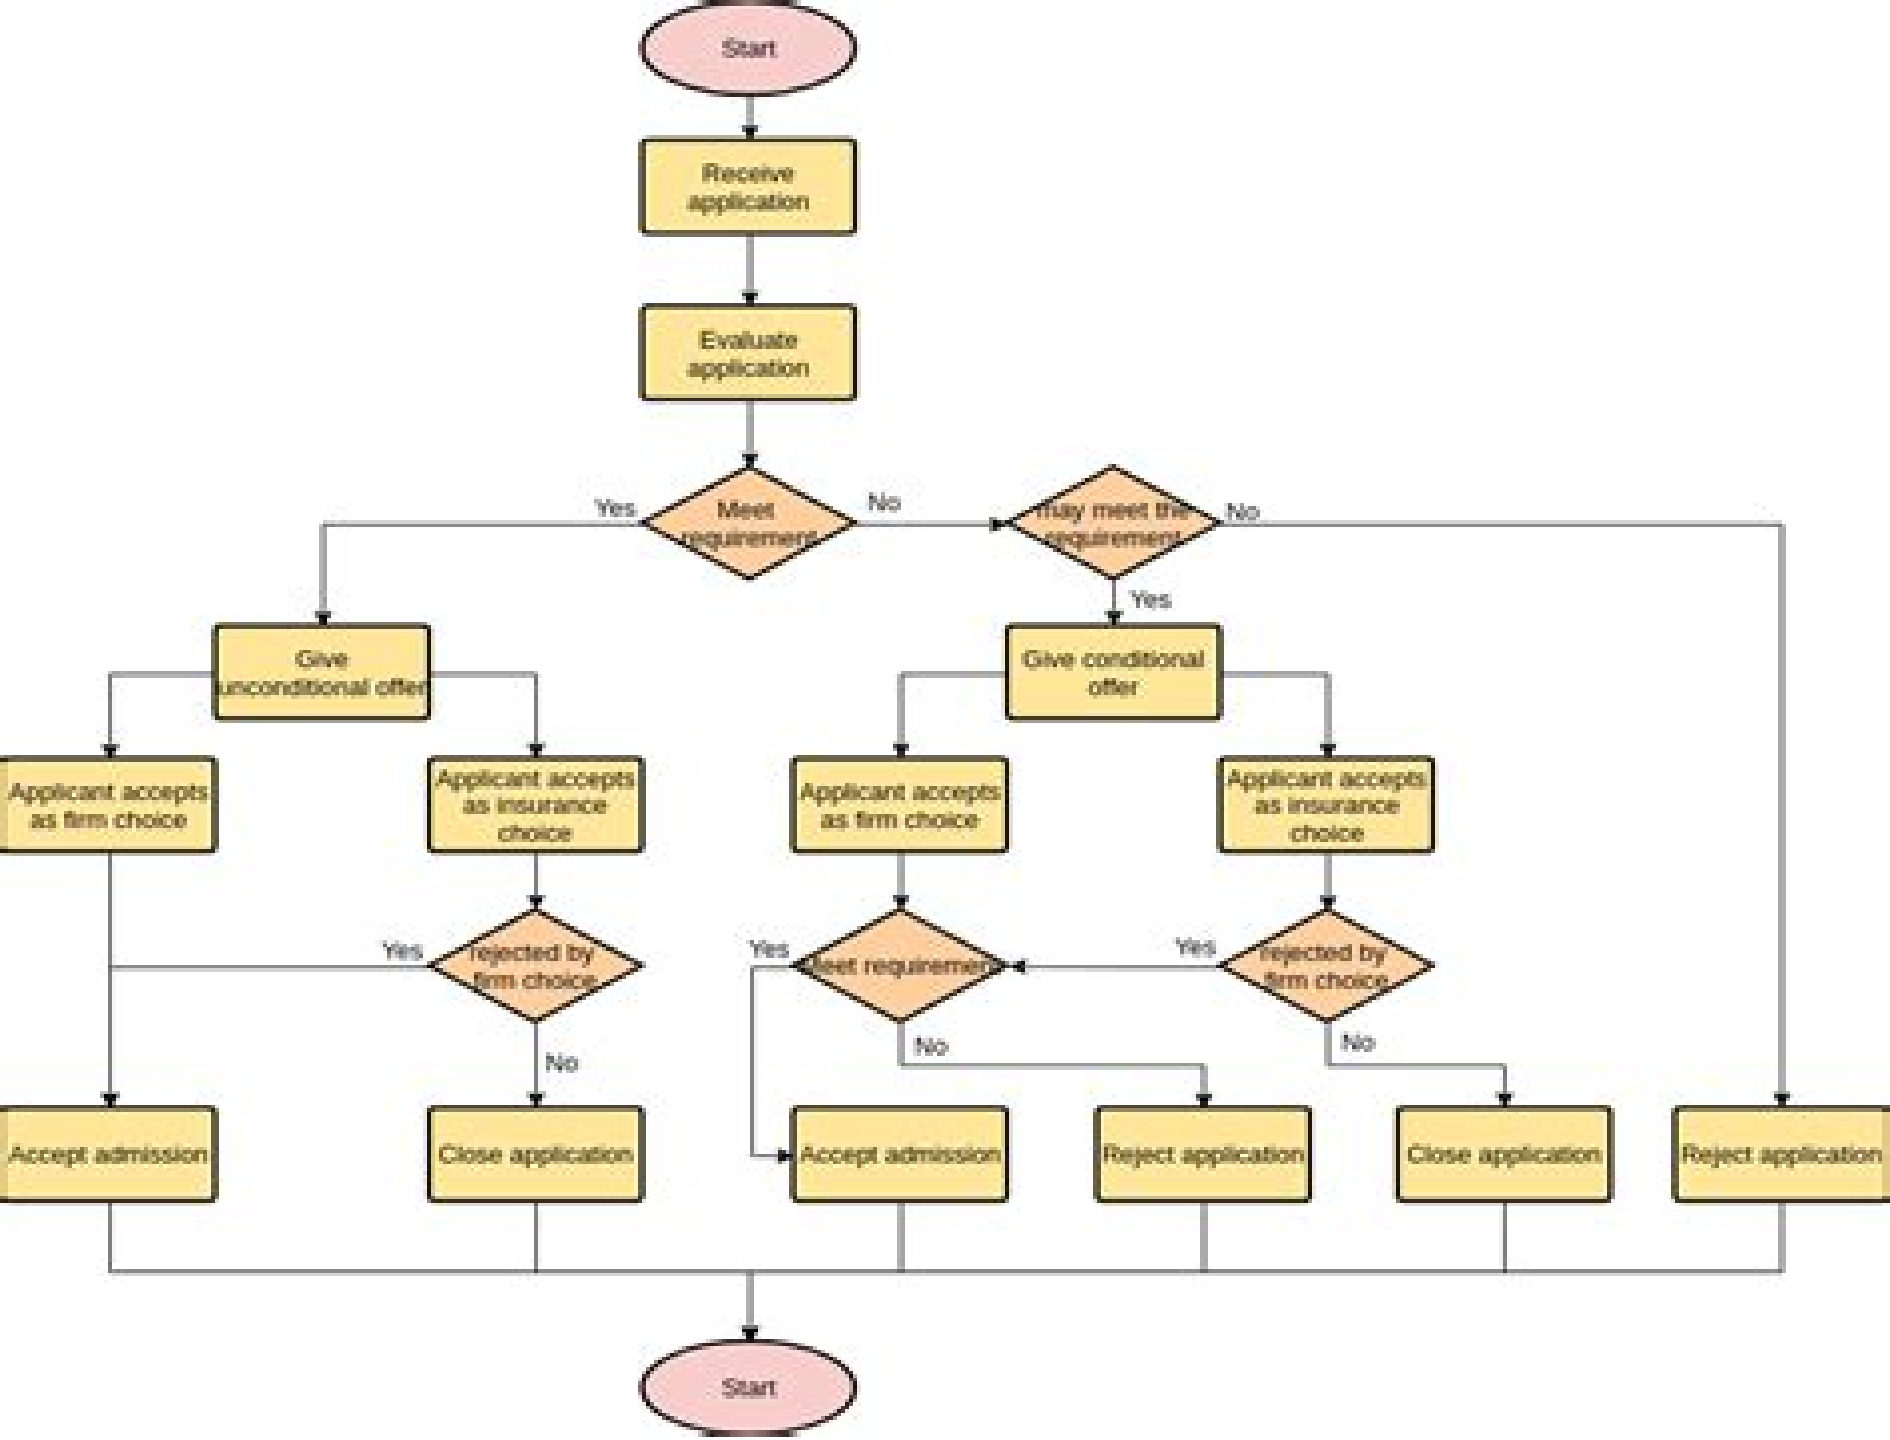 Start
Receive
application
Evaluate
application
Yes
Meet
requirement
No
may meet the
requirement
No
Yes
Give
unconditional offer
Give conditional
offer
Applicant accepts
as firm choice
Applicant accepts
as insurance
choice
Applicant accepts
as firm choice
Applicant accepts
as insurance
choice
Yes
rejected by
firm choice
Yes
Meet requirement
Yes
rejected by
firm choice
No
No
No
Accept admission
Close application
Accept admission
Reject application
Close application
Reject application
Start